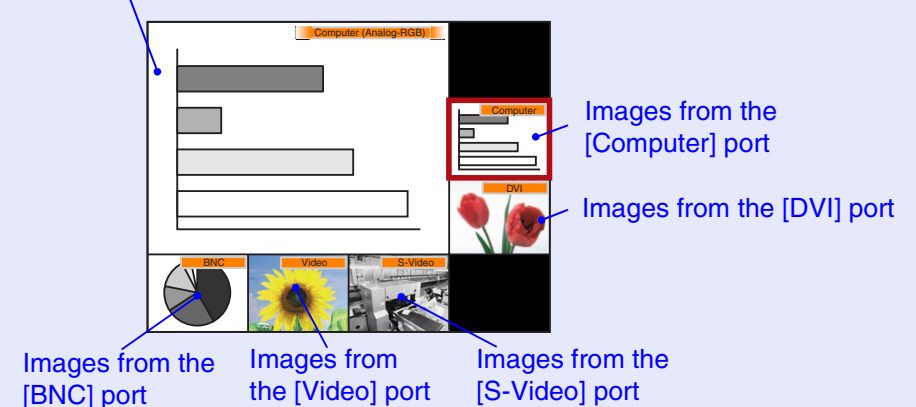 Computer (Analog-RGB)
Computer
Images from the
[Computer] port
DVI
Images from the [DVI] port
BNC
Video
S-Video
Images from the
[BNC] port
Images from
the [Video] port
Images from the
[S-Video] port